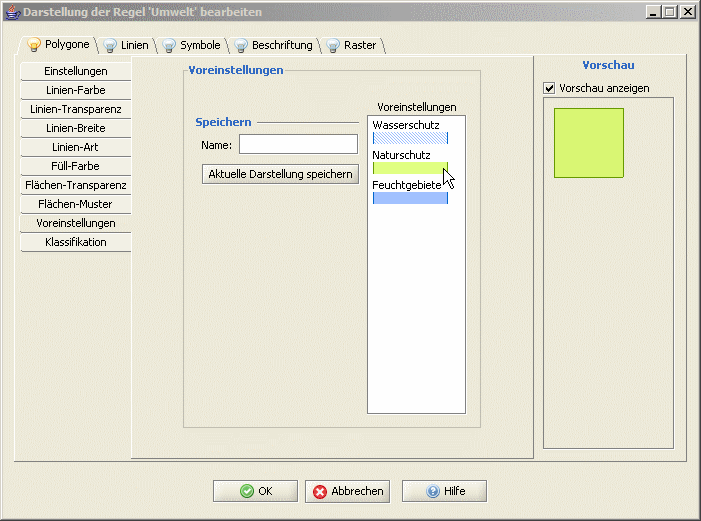 Darstellung der Regel 'Umwelt' bearbeiten
Polygone
Linien
Symbole
Beschriftung
Raster
Einstellungen
Linien-Farbe
Linien-Transparenz
Linien-Breite
Linien-Art
Füll-Farbe
Flächen-Transparenz
Flächen-Muster
Voreinstellungen
Klassifikation
Voreinstellungen
Speichern
Name:
Aktuelle Darstellung speichern
Voreinstellungen
Wasserschutz
Naturschutz
Feuchtgebiete
Vorschau
Vorschau anzeigen
OK
Abbrechen
Hilfe